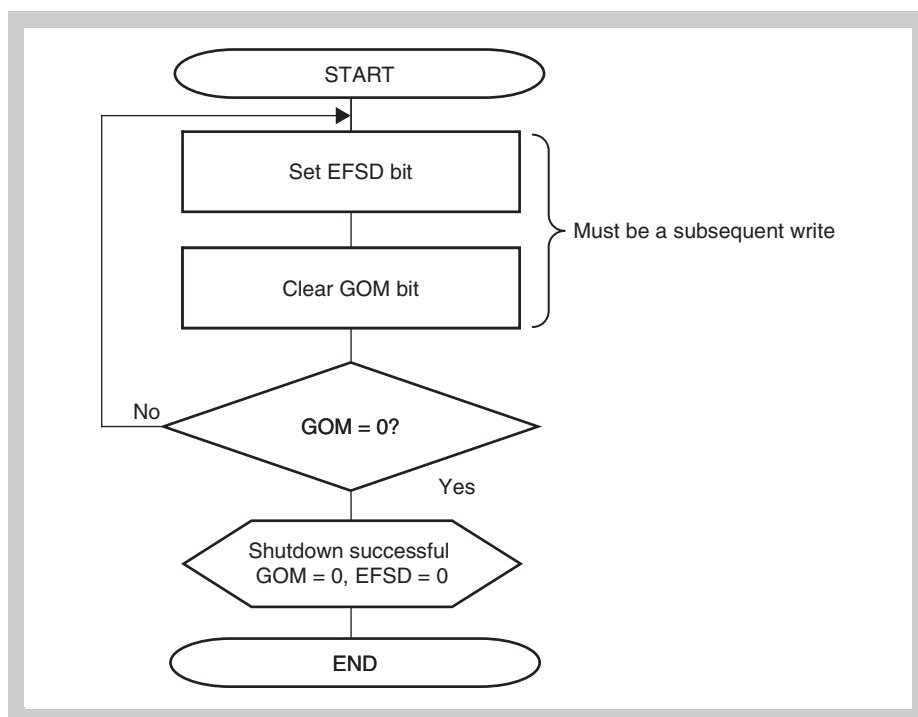 START
Set EFSD bit
Clear GOM bit
Must be a subsequent write
GOM = 0?
No
Yes
Shutdown successful
GOM = 0, EFSD = 0
END